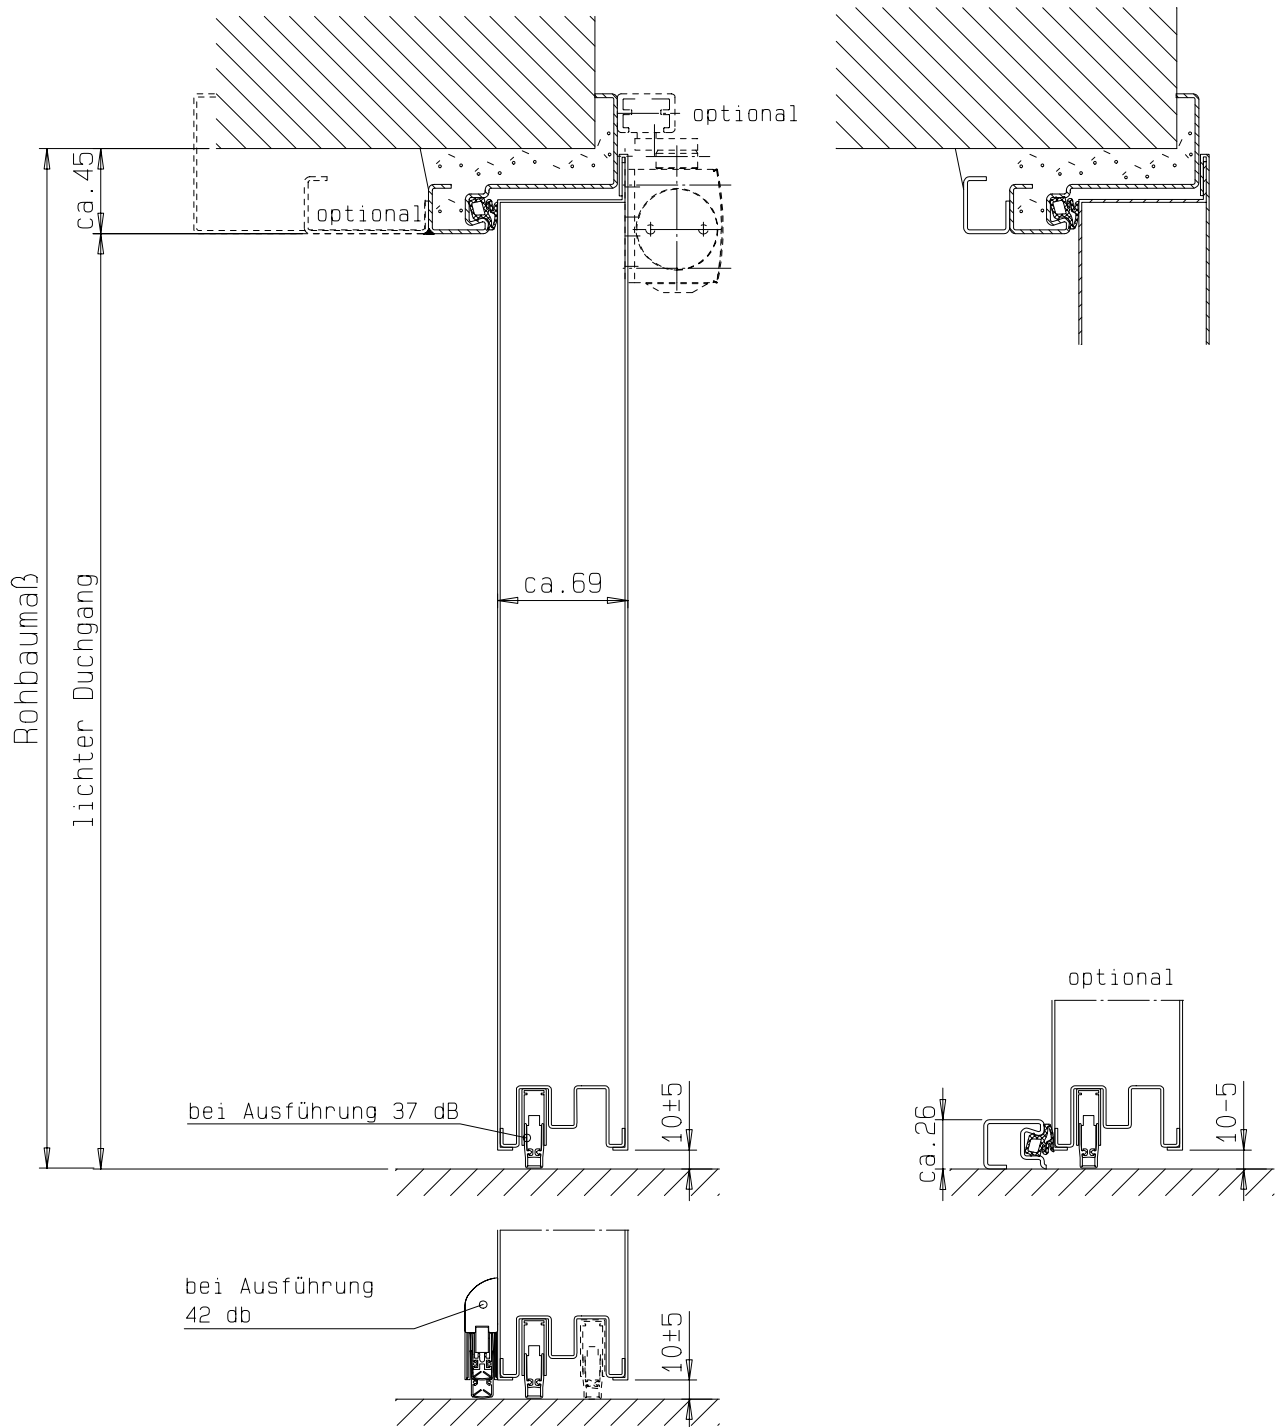 optional
ca.45
optional
ca.69
Rohbaumaß
lichter Duchgang
optional
bei Ausführung 37 dB
10±5
ca.26
10-5
bei Ausführung
42 db
10±5